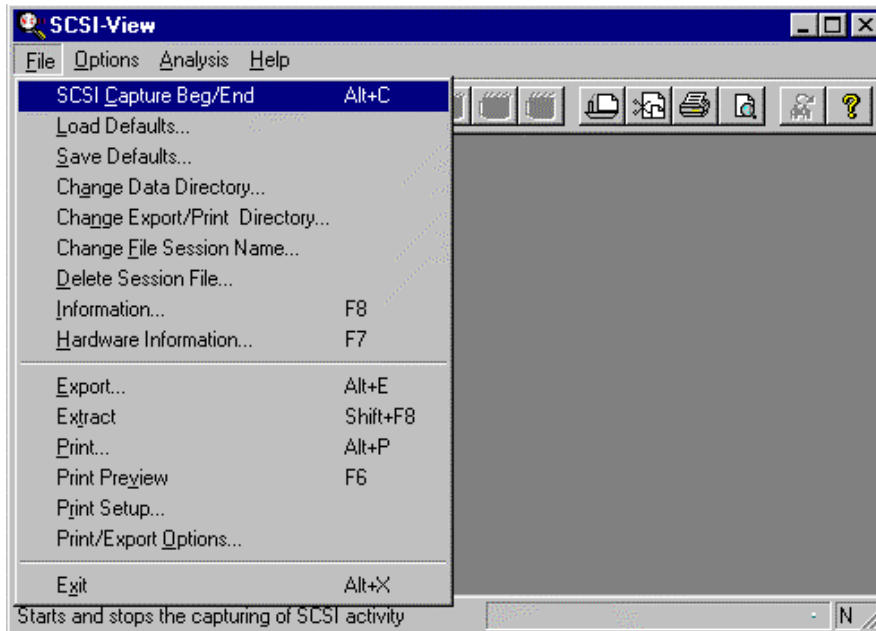 SCSI-View
File Options Analysis Help
SCSI Capture Beg/End Alt+C
Load Defaults...
Save Defaults...
Change Data Directory...
Change Export/Print Directory...
Change File Session Name...
Delete Session File...
Information... F8
Hardware Information... F7
Export... Alt+E
Extract Shift+F8
Print... Alt+P
Print Preview F6
Print Setup...
Print/Export Options...
Exit Alt+X
Starts and stops the capturing of SCSI activity N